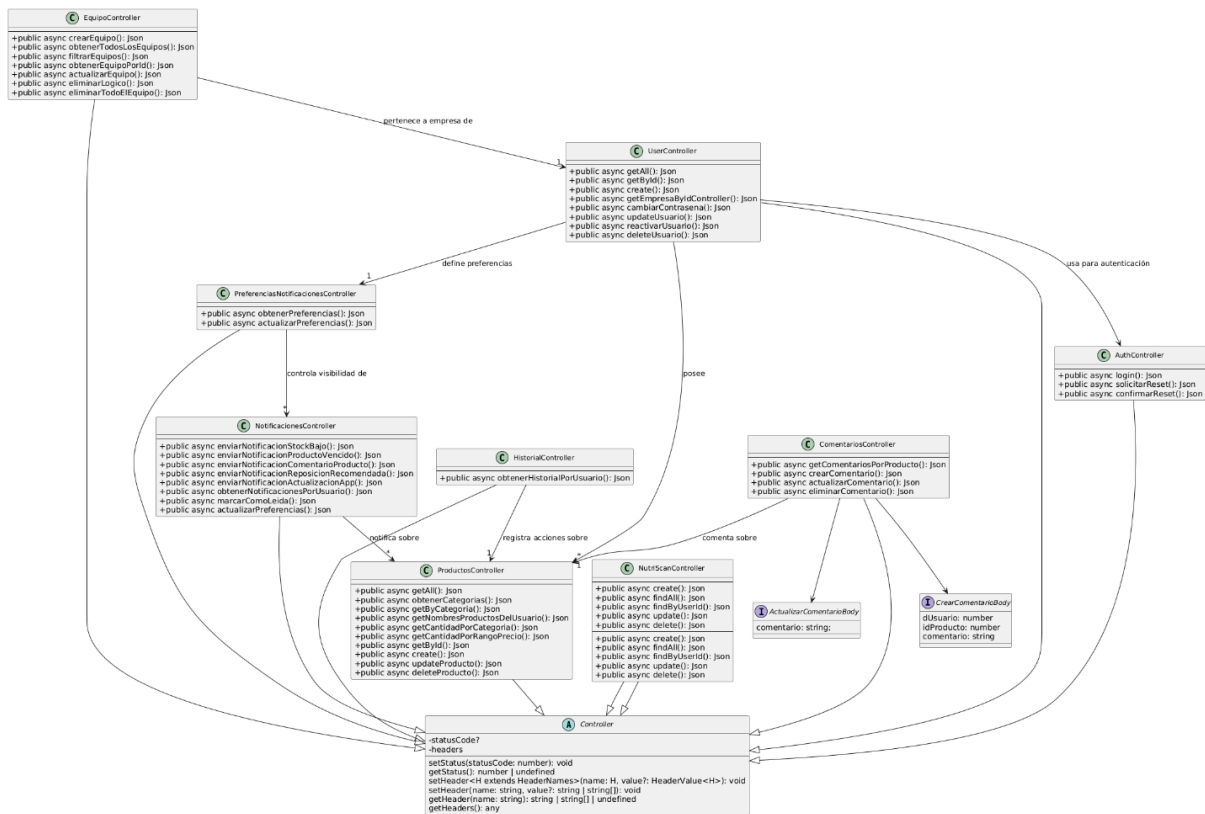 C EquipoController
+public async crearEquipo(): Json
+public async obtenerTodosLosEquipos(): Json
+public async filtrarEquipos(): Json
+public async obtenerEquipoPorId(): Json
+public async actualizarEquipo(): Json
+public async eliminarLogico(): Json
+public async eliminarTodoElEquipo(): Json
pertenece a empresa de
1
C UserController
+public async getAll(): Json
+public async getById(): Json
+public async create(): Json
+public async getEmpresaByIdController(): Json
+public async cambiarContrasena(): Json
+public async updateUsuario(): Json
+public async reactivarUsuario(): Json
+public async deleteUsuario(): Json
define preferencias
1
usa para autenticación
C PreferenciasNotificacionesController
+public async obtenerPreferencias(): Json
+public async actualizarPreferencias(): Json
C AuthController
+public async login(): Json
+public async solicitarReset(): Json
+public async confirmarReset(): Json
controla visibilidad de
*
posee
C NotificacionesController
+public async enviarNotificacionStockBajo(): Json
+public async enviarNotificacionProductoVencido(): Json
+public async enviarNotificacionComentarioProducto(): Json
+public async enviarNotificacionReposicionRecomendada(): Json
+public async enviarNotificacionActualizacionApp(): Json
+public async obtenerNotificacionesPorUsuario(): Json
+public async marcarComoLeida(): Json
+public async actualizarPreferencias(): Json
C HistorialController
+public async obtenerHistorialPorUsuario(): Json
C ComentariosController
+public async getComentariosPorProducto(): Json
+public async crearComentario(): Json
+public async actualizarComentario(): Json
+public async eliminarComentario(): Json
notifica sobre
*
registra acciones sobre
1
comenta sobre
*
1
C ProductosController
+public async getAll(): Json
+public async obtenerCategorias(): Json
+public async getByCategoria(): Json
+public async getNombresProductosDelUsuario(): Json
+public async getCantidadPorCategoria(): Json
+public async getCantidadPorRangoPrecio(): Json
+public async getById(): Json
+public async create(): Json
+public async updateProducto(): Json
+public async deleteProducto(): Json
C NutriScanController
+public async create(): Json
+public async findAll(): Json
+public async findByUserId(): Json
+public async update(): Json
+public async delete(): Json
+public async create(): Json
+public async findAll(): Json
+public async findByUserId(): Json
+public async update(): Json
+public async delete(): Json
I ActualizarComentarioBody
comentario: string;
I CrearComentarioBody
dUsuario: number
idProducto: number
comentario: string
A Controller
-statusCode?
-headers
setStatus(statusCode: number): void
getStatus(): number | undefined
setHeader<H extends HeaderNames>(name: H, value?: HeaderValue<H>): void
setHeader(name: string, value?: string | string[]): void
getHeader(name: string): string | string[] | undefined
getHeaders(): any